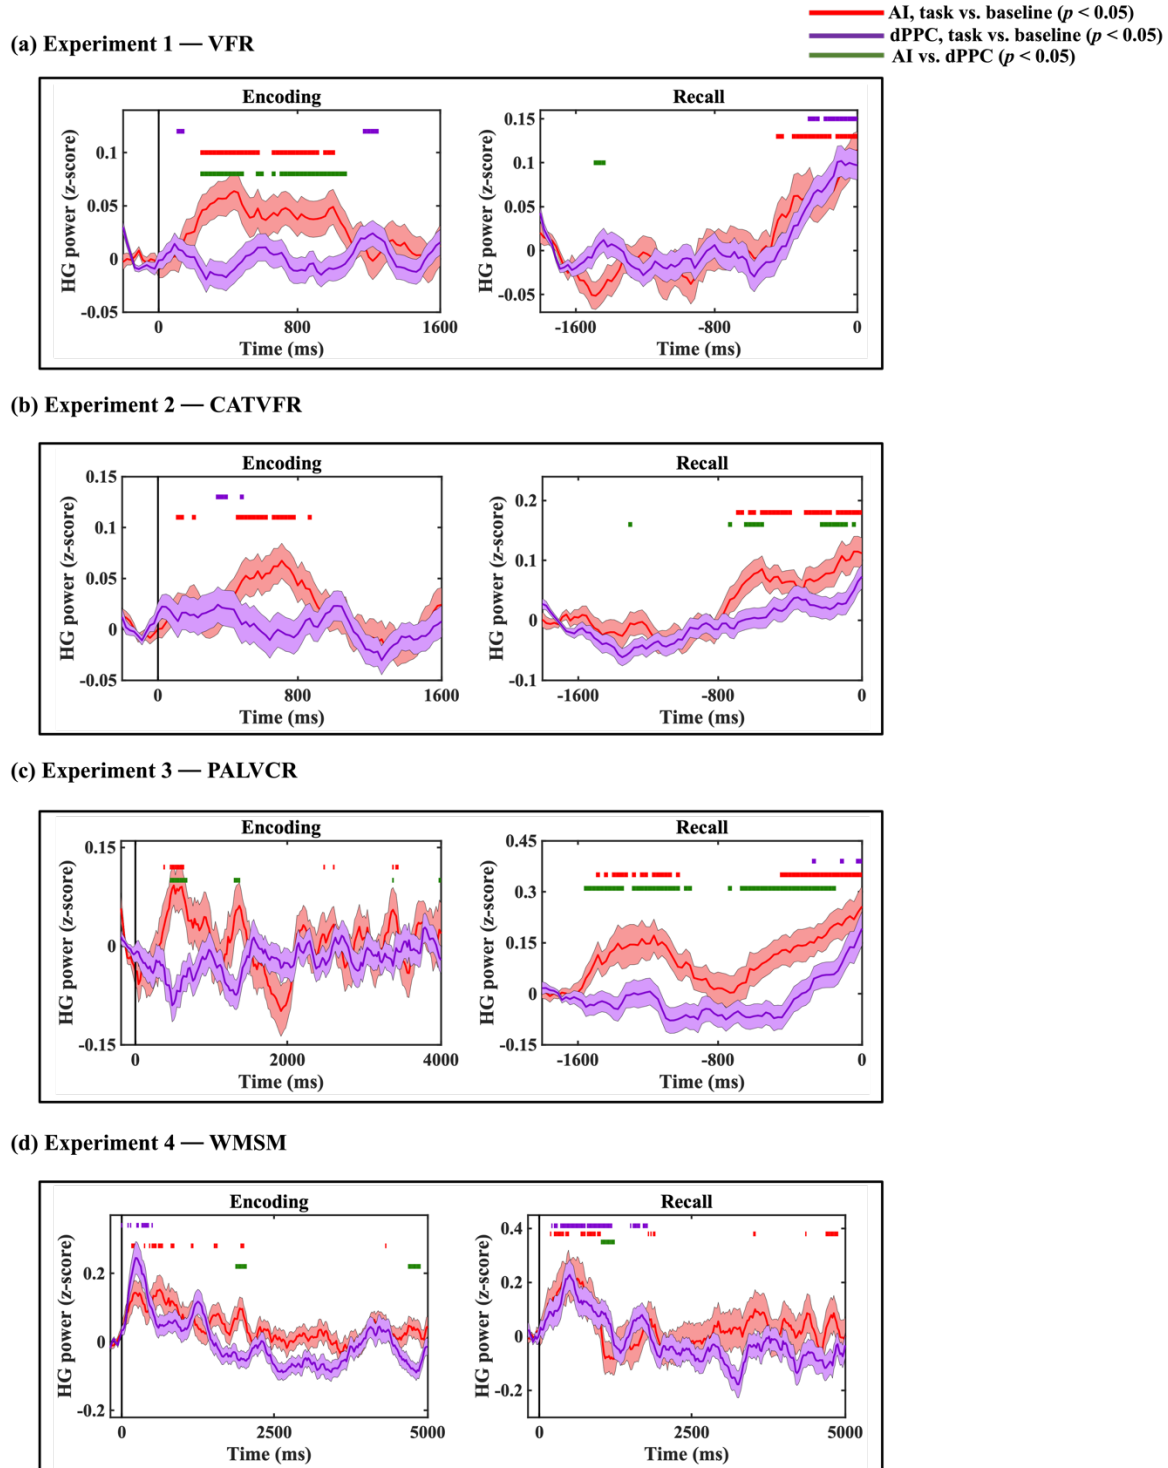 AI, task vs. baseline (p < 0.05)
dPPC, task vs. baseline (p < 0.05)
AI vs. dPPC (p < 0.05)
(a) Experiment 1 — VFR
Encoding
HG power (z-score)
0.1
0.05
0
-0.05
0
800
1600
Time (ms)
Recall
HG power (z-score)
0.15
0.1
0.05
0
-0.05
-1600
-800
0
Time (ms)
(b) Experiment 2 — CATVFR
Encoding
HG power (z-score)
0.15
0.1
0.05
0
-0.05
0
800
1600
Time (ms)
Recall
HG power (z-score)
0.2
0.1
0
-0.1
-1600
-800
0
Time (ms)
(c) Experiment 3 — PALVCR
Encoding
HG power (z-score)
0.15
0
-0.15
0
2000
4000
Time (ms)
Recall
HG power (z-score)
0.45
0.3
0.15
0
-0.15
-1600
-800
0
Time (ms)
(d) Experiment 4 — WMSM
Encoding
HG power (z-score)
0.2
0
-0.2
0
2500
5000
Time (ms)
Recall
HG power (z-score)
0.4
0.2
0
-0.2
0
2500
5000
Time (ms)